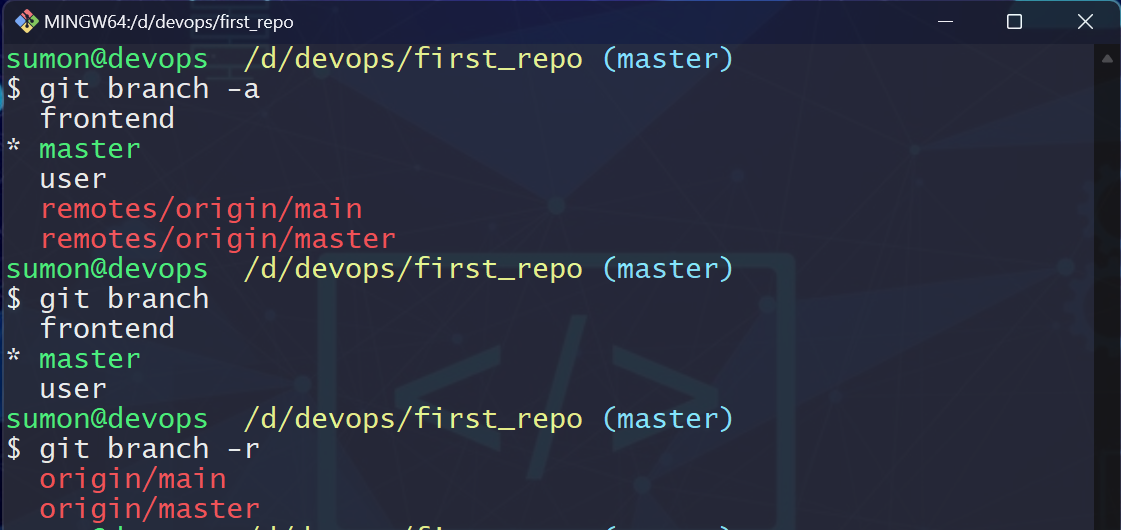 MINGW64:/d/devops/first_repo
sumon@devops /d/devops/first_repo (master)
$ git branch -a
frontend
* master
user
remotes/origin/main
remotes/origin/master
sumon@devops /d/devops/first_repo (master)
$ git branch
frontend
* master
user
sumon@devops /d/devops/first_repo (master)
$ git branch -r
origin/main
origin/master